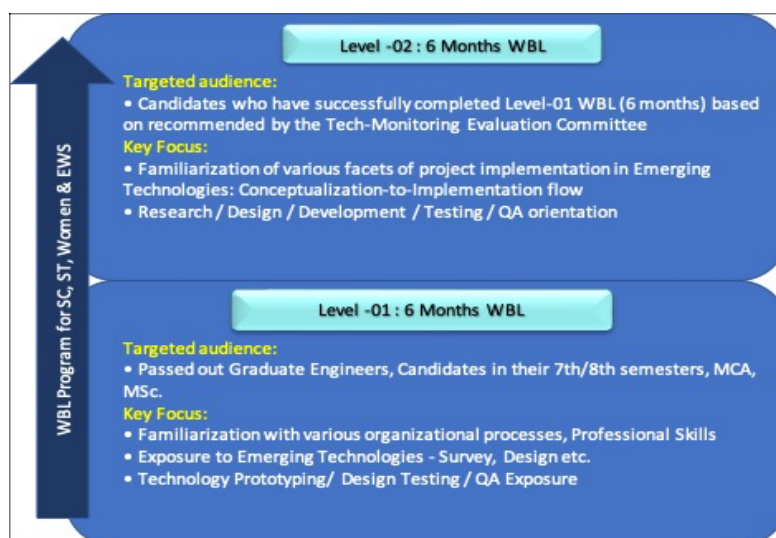 WBL Program for SC, ST, Women & EWS
Level -02 : 6 Months WBL
Targeted audience:
• Candidates who have successfully completed Level-01 WBL (6 months) based
on recommended by the Tech-Monitoring Evaluation Committee
Key Focus:
• Familiarization of various facets of project implementation in Emerging
Technologies: Conceptualization-to-Implementation flow
• Research / Design / Development / Testing / QA orientation
Level -01 : 6 Months WBL
Targeted audience:
• Passed out Graduate Engineers, Candidates in their 7th/8th semesters, MCA,
MSc.
Key Focus:
• Familiarization with various organizational processes, Professional Skills
• Exposure to Emerging Technologies - Survey, Design etc.
• Technology Prototyping/ Design Testing / QA Exposure